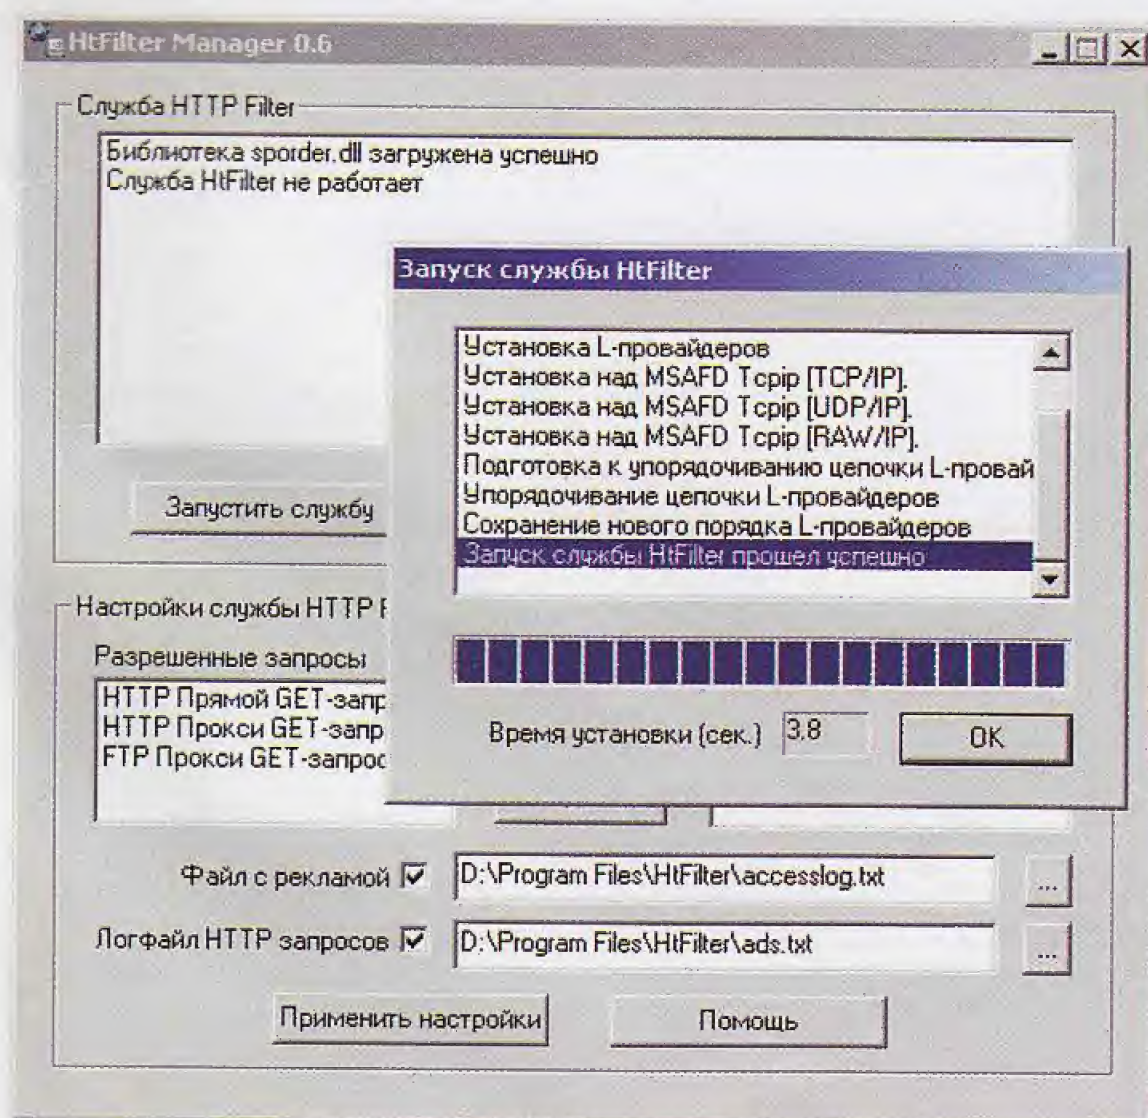 HtFilter Manager 0.6
Служба HTTP Filter
Библиотека sporder.dll загружена успешно
Служба HtFilter не работает
Запустить службу
Запуск службы HtFilter
Установка L-провайдеров
Установка над MSAFD Tcpip [TCP/IP].
Установка над MSAFD Tcpip [UDP/IP].
Установка над MSAFD Tcpip [RAW/IP].
Подготовка к упорядочиванию цепочки L-провай
Упорядочивание цепочки L-провайдеров
Сохранение нового порядка L-провайдеров
Запуск службы HtFilter прошел успешно
Время установки (сек.) 3.8
OK
Настройки службы HTTP F
Разрешенные запросы
HTTP Прямой GET-запр
HTTP Прокси GET-запр
FTP Прокси GET-запрос
Файл с рекламой D:\Program Files\HtFilter\accesslog.txt ...
Логфайл HTTP запросов D:\Program Files\HtFilter\ads.txt ...
Применить настройки
Помощь